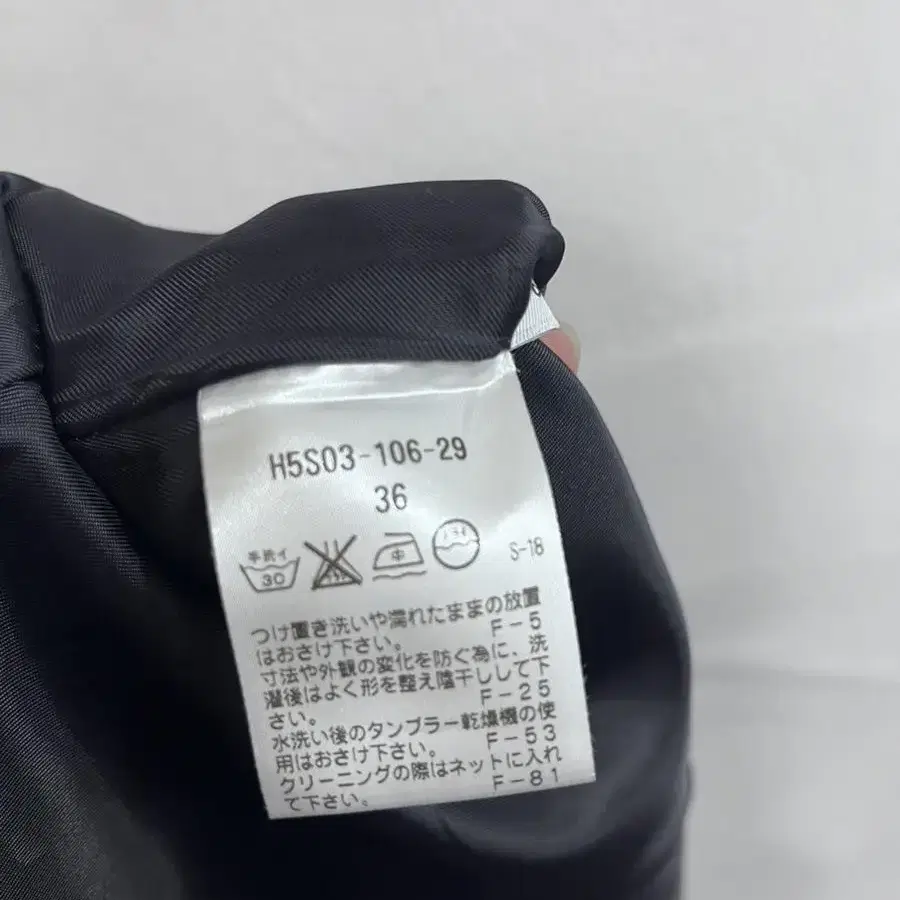 H5S03-106-29
36
手洗イ
30
中
ドライ
S-18
つけ置き洗いや濡れたままの放置
はおさけ下さい。 F-5
寸法や外観の変化を防ぐ為に、洗
濯後はよく形を整え陰干しして下
さい。 F-25
水洗い後のタンブラー乾燥機の使
用はおさけ下さい。 F-53
クリーニングの際はネットに入れ
て下さい。 F-81